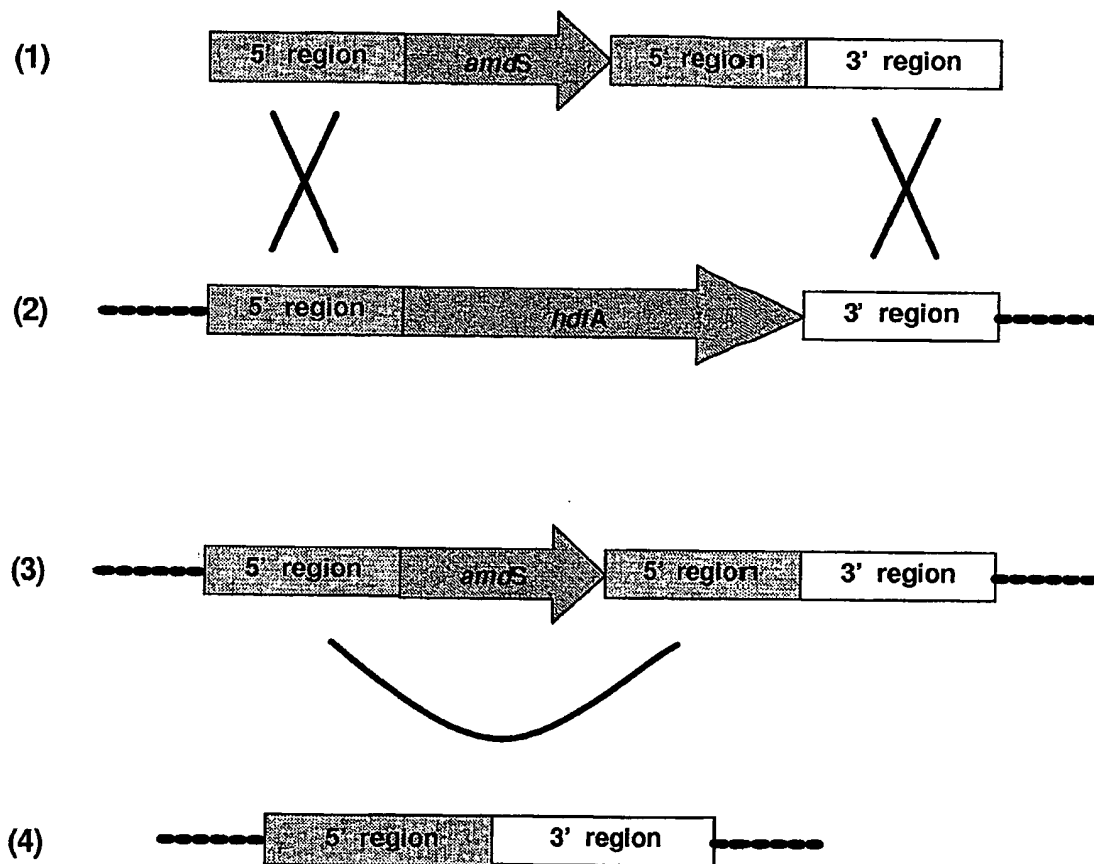 (1) 5' region amdS 5' region 3' region
(2) 5' region hdfA 3' region
(3) 5' region amdS 5' region 3' region
(4) 5' region 3' region